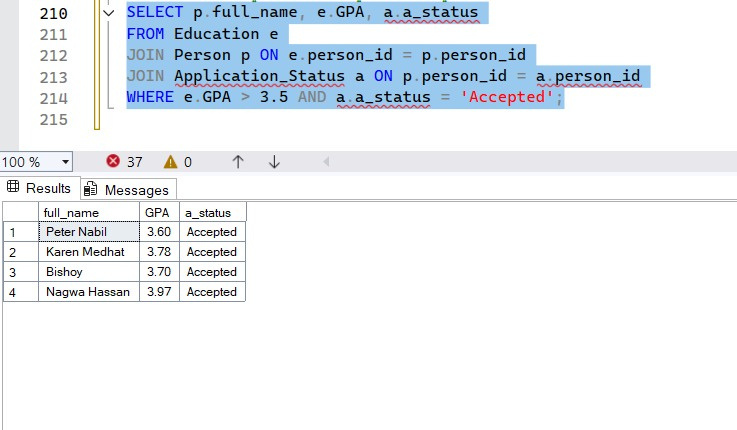 210 SELECT p.full_name, e.GPA, a.a_status
211 FROM Education e
212 JOIN Person p ON e.person_id = p.person_id
213 JOIN Application_Status a ON p.person_id = a.person_id
214 WHERE e.GPA > 3.5 AND a.a_status = 'Accepted';
215
100 % 37 0
Results Messages
full_name GPA a_status
1 Peter Nabil 3.60 Accepted
2 Karen Medhat 3.78 Accepted
3 Bishoy 3.70 Accepted
4 Nagwa Hassan 3.97 Accepted